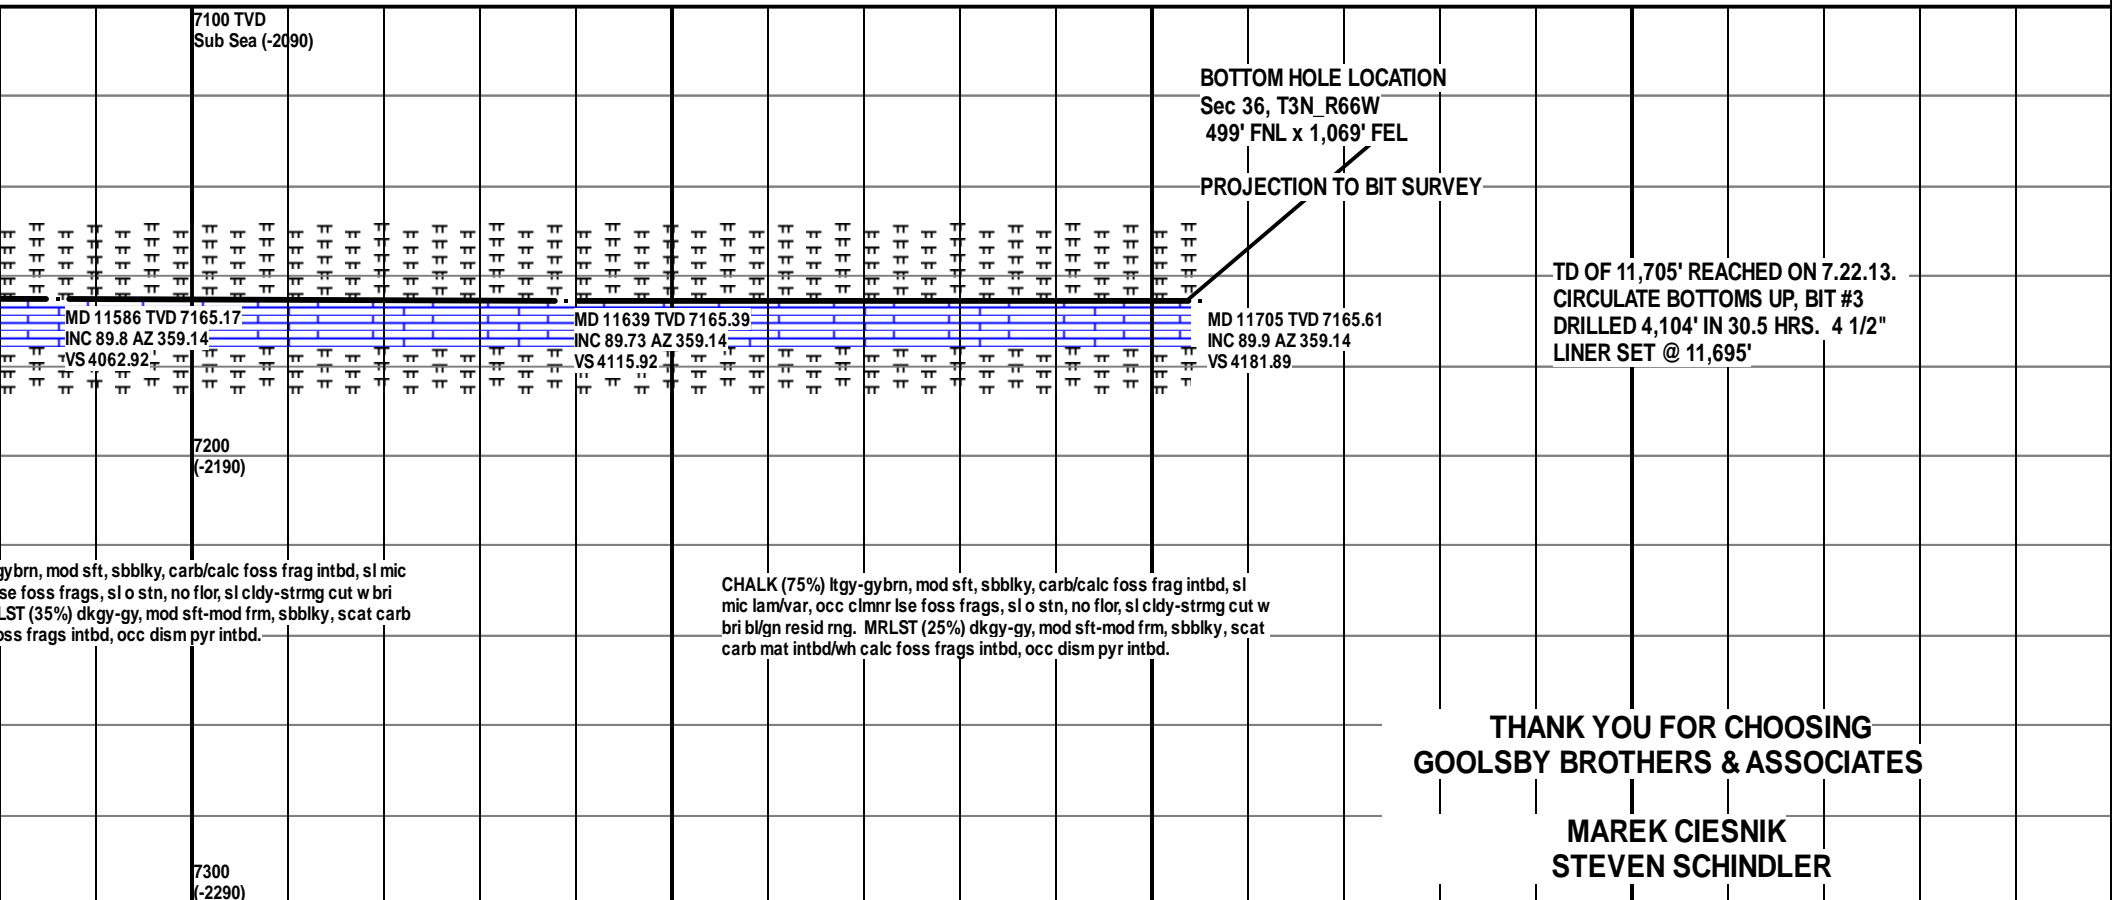 7100 TVD
Sub Sea (-2090)
BOTTOM HOLE LOCATION
Sec 36, T3N_R66W
499' FNL x 1,069' FEL
PROJECTION TO BIT SURVEY
TD OF 11,705' REACHED ON 7.22.13.
CIRCULATE BOTTOMS UP, BIT #3
DRILLED 4,104' IN 30.5 HRS. 4 1/2"
LINER SET @ 11,695'
MD 11586 TVD 7165.17
INC 89.8 AZ 359.14
VS 4062.92
MD 11639 TVD 7165.39
INC 89.73 AZ 359.14
VS 4115.92
MD 11705 TVD 7165.61
INC 89.9 AZ 359.14
VS 4181.89
7200
(-2190)
gybrn, mod sft, sbblky, carb/calc foss frag intbd, sl mic
se foss frags, sl o stn, no flor, sl cldy-strmg cut w bri
LST (35%) dkgy-gy, mod sft-mod frm, sbblky, scat carb
oss frags intbd, occ dism pyr intbd.
CHALK (75%) ltgy-gybrn, mod sft, sbblky, carb/calc foss frag intbd, sl
mic lam/var, occ clmnr lse foss frags, sl o stn, no flor, sl cldy-strmg cut w
bri bl/gn resid rng. MRLST (25%) dkgy-gy, mod sft-mod frm, sbblky, scat
carb mat intbd/wh calc foss frags intbd, occ dism pyr intbd.
THANK YOU FOR CHOOSING
GOOLSBY BROTHERS & ASSOCIATES
MAREK CIESNIK
STEVEN SCHINDLER
7300
(-2290)